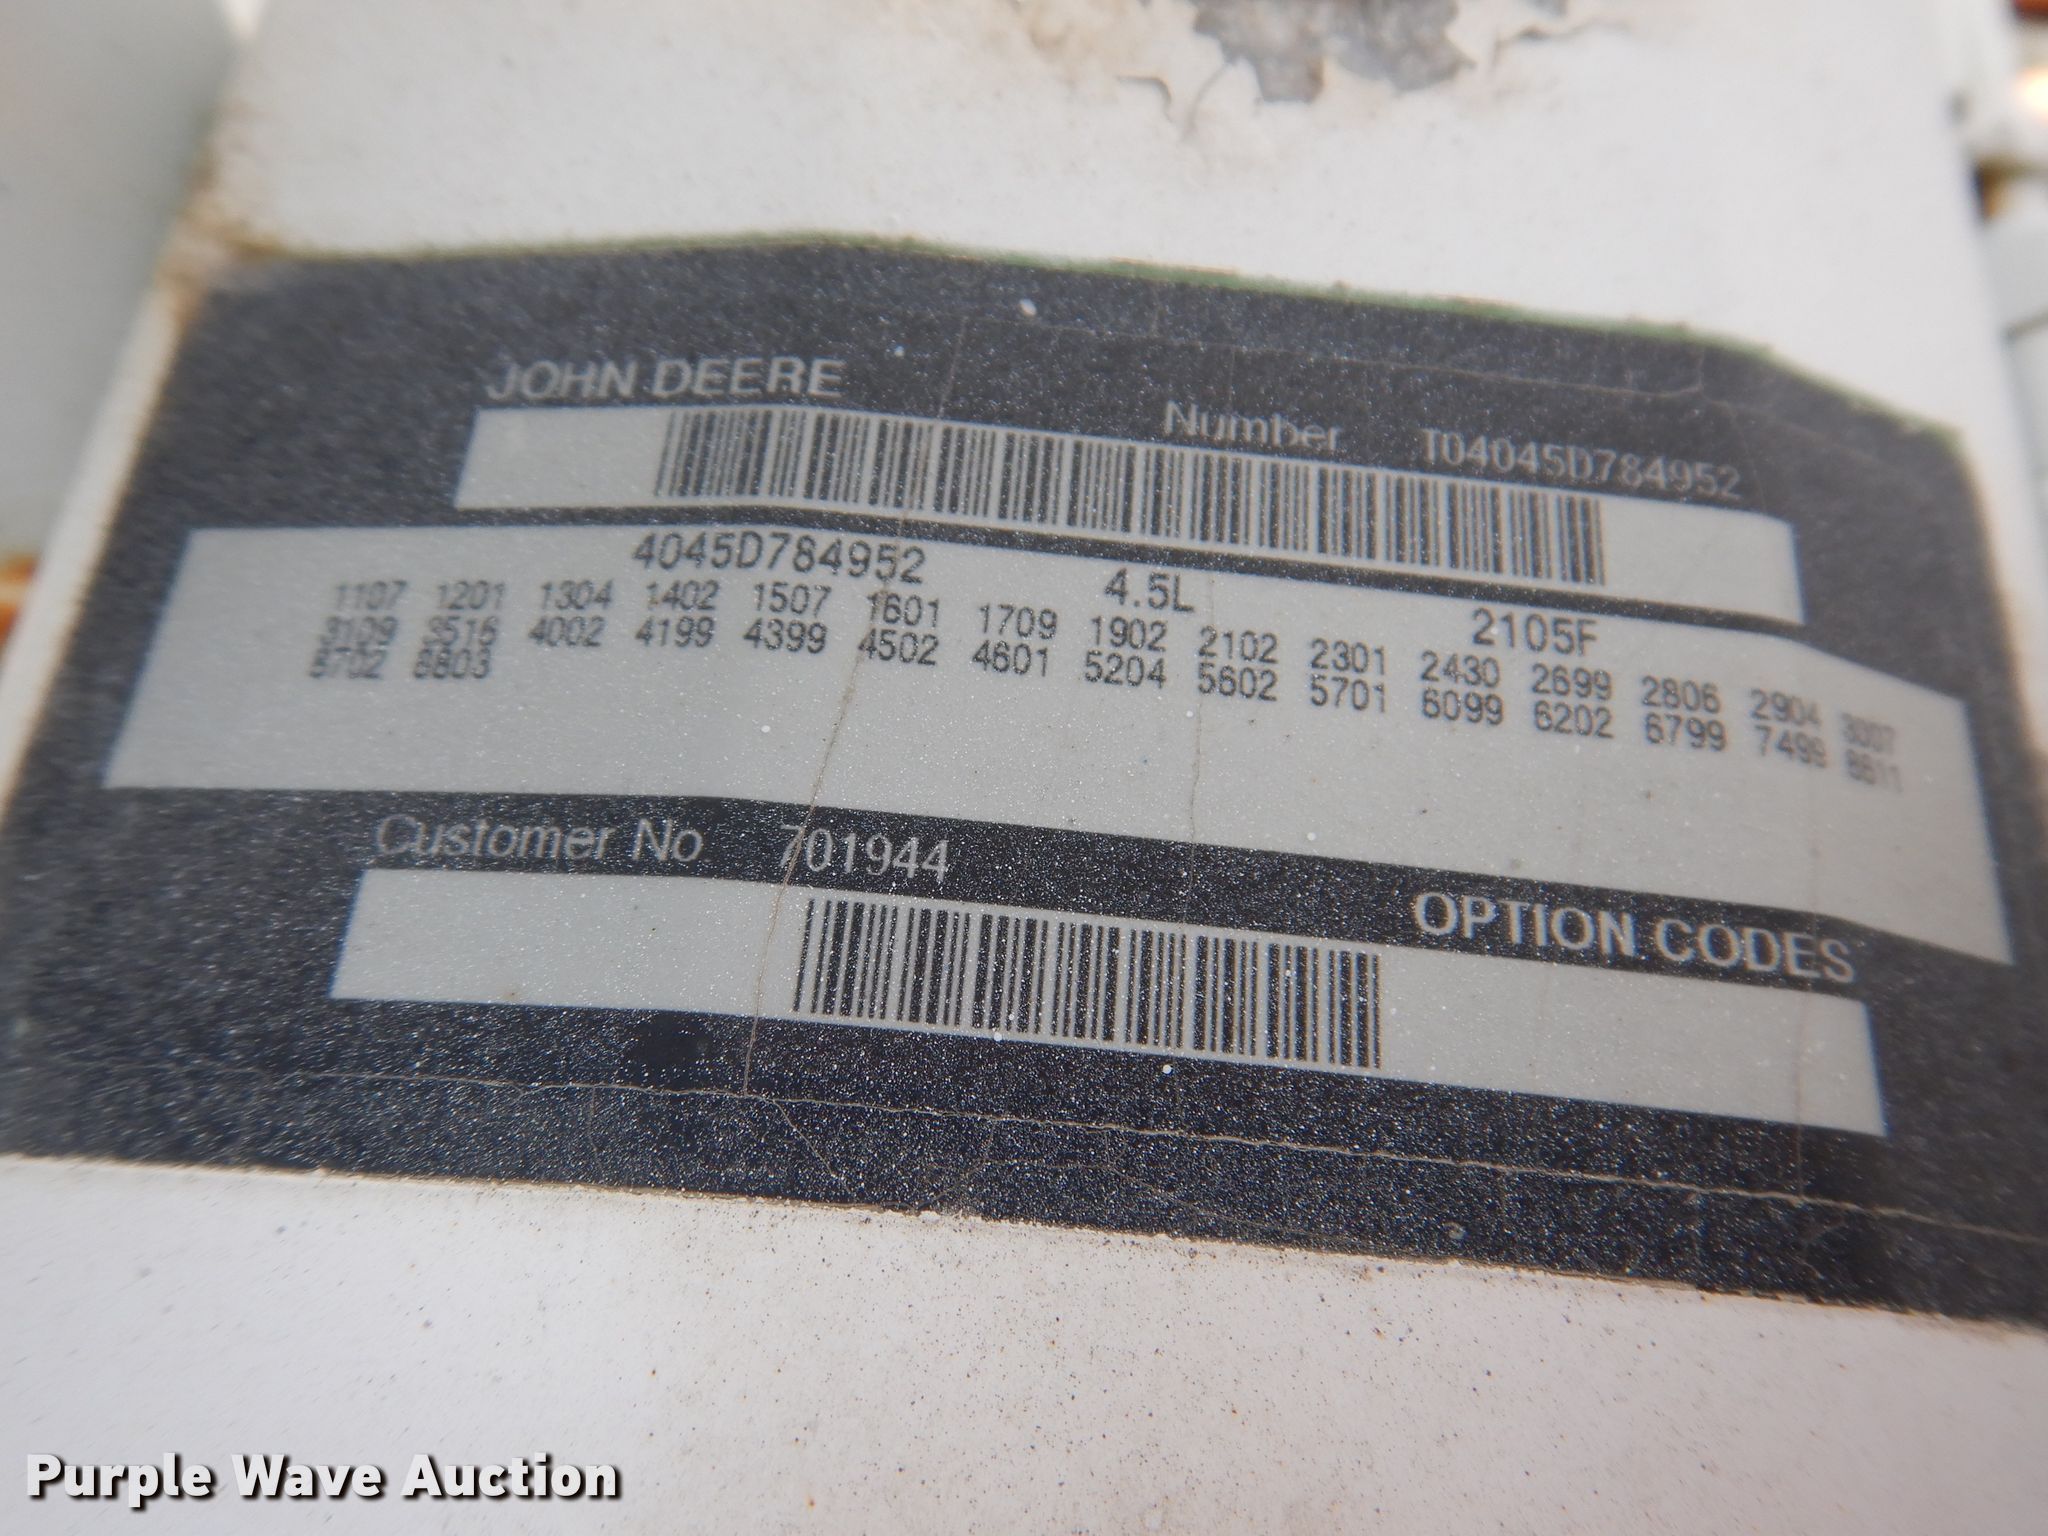 JOHN DEERE Number T04045D784952
4045D784952 4.5L 2105F
1107 1201 1304 1402 1507 1601 1709 1902 2102 2301 2430 2699 2806 2904 3007
3109 3516 4002 4199 4399 4502 4601 5204 5602 5701 6099 6202 6799 7499
8803
Customer No 701944 OPTION CODES
Purple Wave Auction